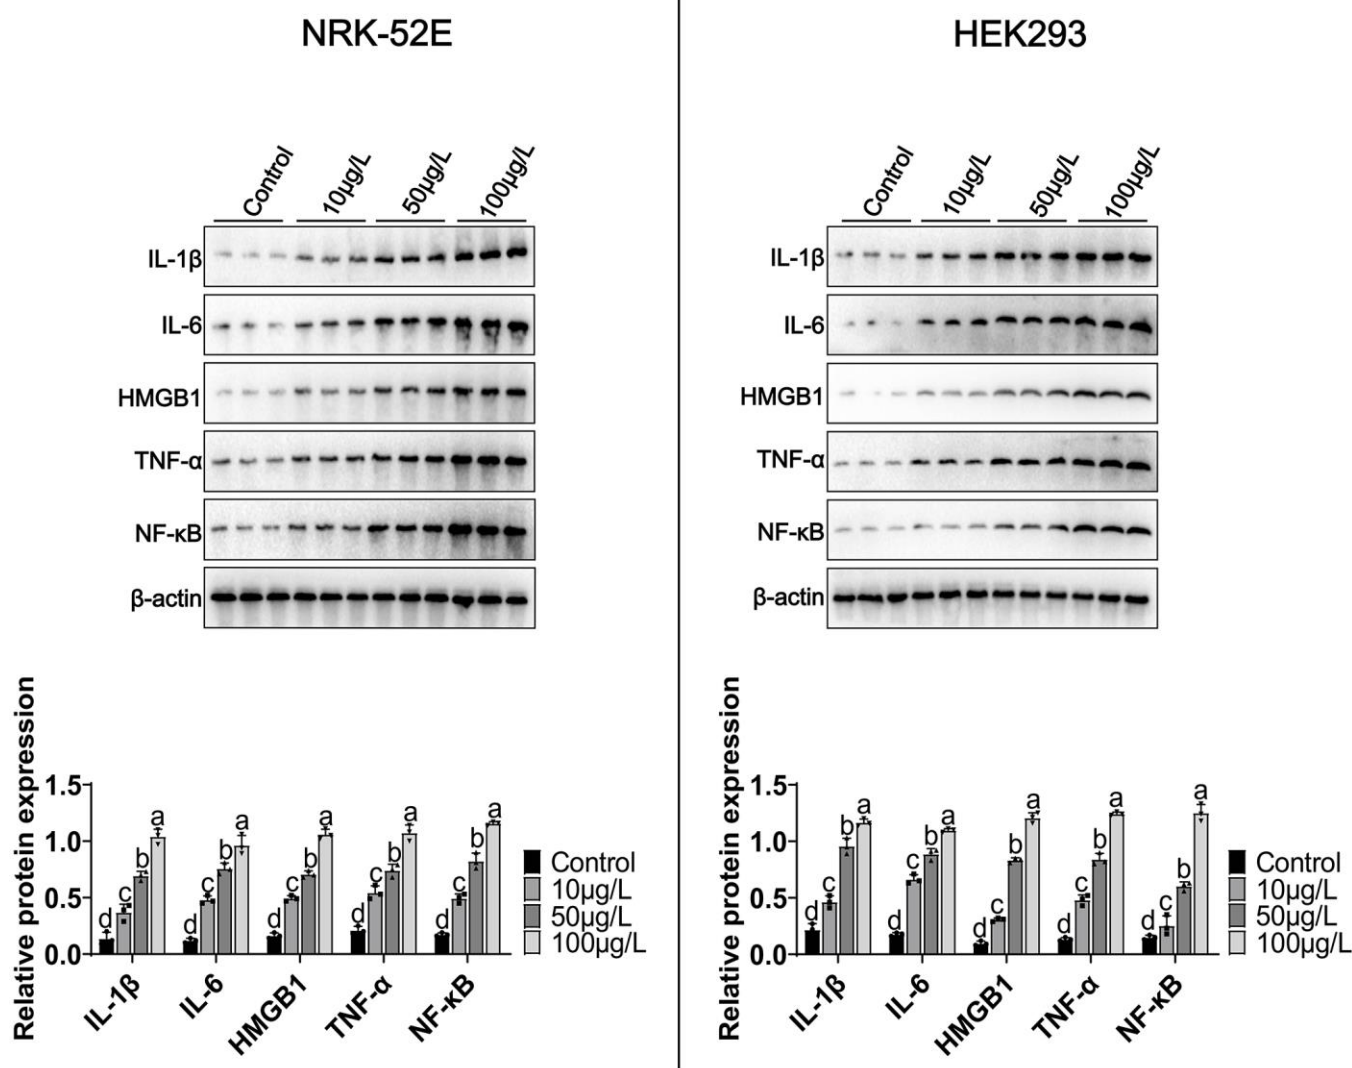 NRK-52E
Control 10μg/L 50μg/L 100μg/L
IL-1β
IL-6
HMGB1
TNF-α
NF-κB
β-actin
Relative protein expression
1.5
1.0
0.5
0.0
d c b a d c b a d c b a d c b a d c b a
IL-1β IL-6 HMGB1 TNF-α NF-κB
Control
10μg/L
50μg/L
100μg/L
HEK293
Control 10μg/L 50μg/L 100μg/L
IL-1β
IL-6
HMGB1
TNF-α
NF-κB
β-actin
Relative protein expression
1.5
1.0
0.5
0.0
d c b a d c b a d c b a d c b a d c b a
IL-1β IL-6 HMGB1 TNF-α NF-κB
Control
10μg/L
50μg/L
100μg/L